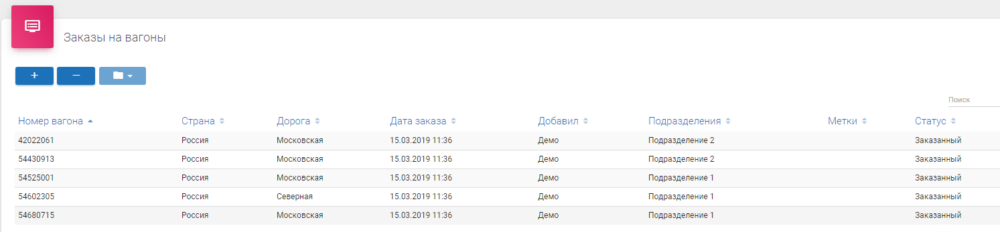 Заказы на вагоны
Поиск
Номер вагона Страна Дорога Дата заказа Добавил Подразделения Метки Статус
42022061 Россия Московская 15.03.2019 11:36 Демо Подразделение 2 Заказанный
54430913 Россия Московская 15.03.2019 11:36 Демо Подразделение 2 Заказанный
54525001 Россия Московская 15.03.2019 11:36 Демо Подразделение 1 Заказанный
54602305 Россия Северная 15.03.2019 11:36 Демо Подразделение 1 Заказанный
54680715 Россия Московская 15.03.2019 11:36 Демо Подразделение 1 Заказанный